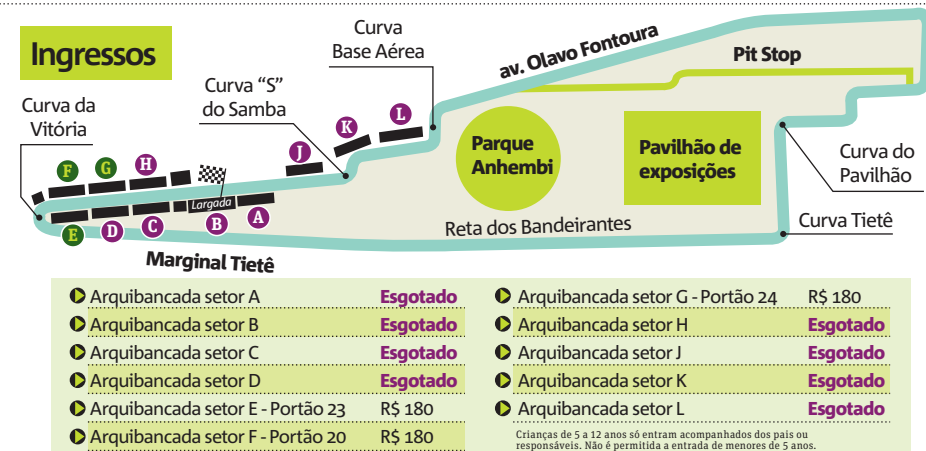 Ingressos
Curva da
Vitória
Curva "S"
do Samba
Curva
Base Aérea
av. Olavo Fontoura
Pit Stop
F
G
H
J
K
L
Parque
Anhembi
Pavilhão de
exposições
Curva do
Pavilhão
Largada
E
D
C
B
A
Reta dos Bandeirantes
Curva Tietê
Marginal Tietê
Arquibancada setor A Esgotado
Arquibancada setor B Esgotado
Arquibancada setor C Esgotado
Arquibancada setor D Esgotado
Arquibancada setor E - Portão 23 R$ 180
Arquibancada setor F - Portão 20 R$ 180
Arquibancada setor G - Portão 24 R$ 180
Arquibancada setor H Esgotado
Arquibancada setor J Esgotado
Arquibancada setor K Esgotado
Arquibancada setor L Esgotado
Crianças de 5 a 12 anos só entram acompanhados dos pais ou
responsáveis. Não é permitida a entrada de menores de 5 anos.